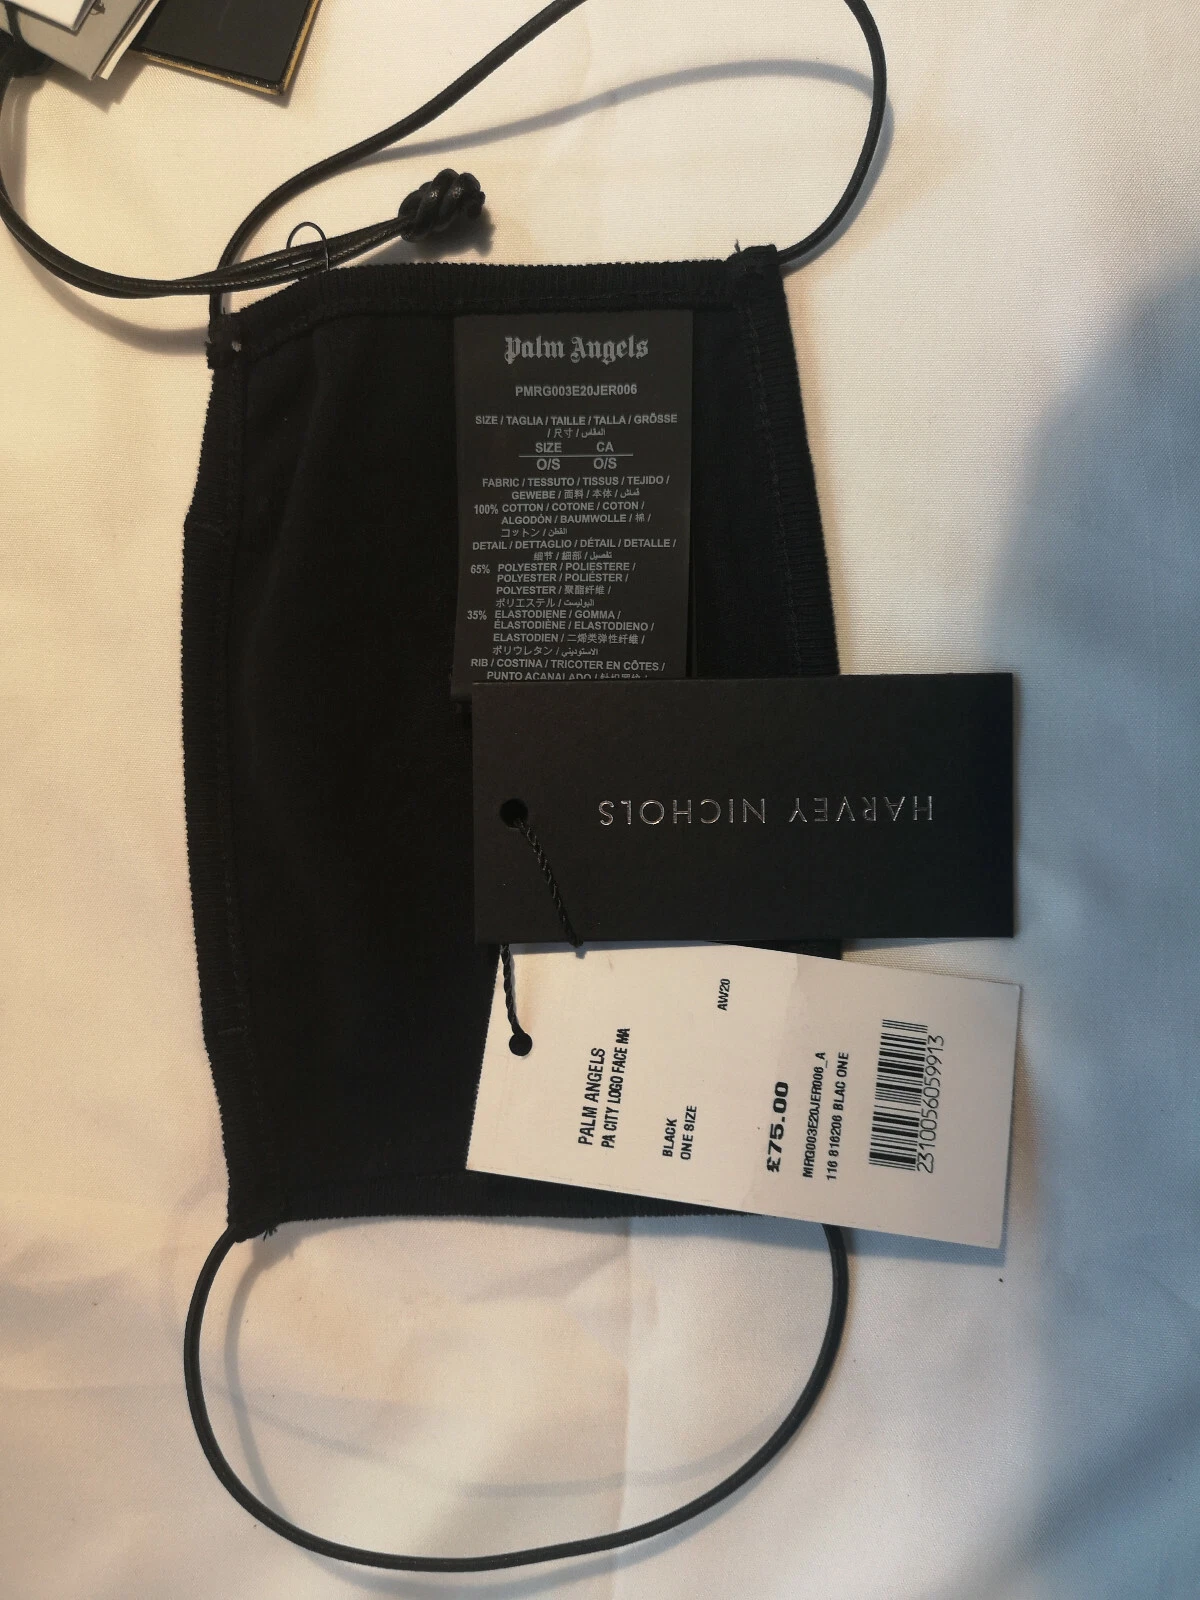 Palm Angels
PMRG003E20JER006
SIZE / TAGLIA / TAILLE / TALLA / GRÖSSE
/ 尺寸 / المقاس
SIZE CA
O/S O/S
FABRIC / TESSUTO / TISSUS / TEJIDO /
GEWEBE / 面料 / 本体 / قماش
100% COTTON / COTONE / COTON /
ALGODÓN / BAUMWOLLE / 棉 /
コットン / القطن
DETAIL / DETTAGLIO / DÉTAIL / DETALLE /
细节 / 細部 / تفصيل
65% POLYESTER / POLIESTERE /
POLYESTER / POLIÉSTER /
POLYESTER / 聚酯纤维 /
ポリエステル / البوليستر
35% ELASTODIENE / GOMMA /
ÉLASTODIÈNE / ELASTODIENO /
ELASTODIEN / 二烯类弹性纤维 /
ポリウレタン /
RIB / COSTINA / TRICOTER EN CÔTES /
PUNTO ACANALADO /
HARVEY NICHOLS
PALM ANGELS
PA CITY LOGO FACE MA
AW20
BLACK
ONE SIZE
£75.00
MRG003E20JER006_A
116 816206 BLAC ONE
2310056059913